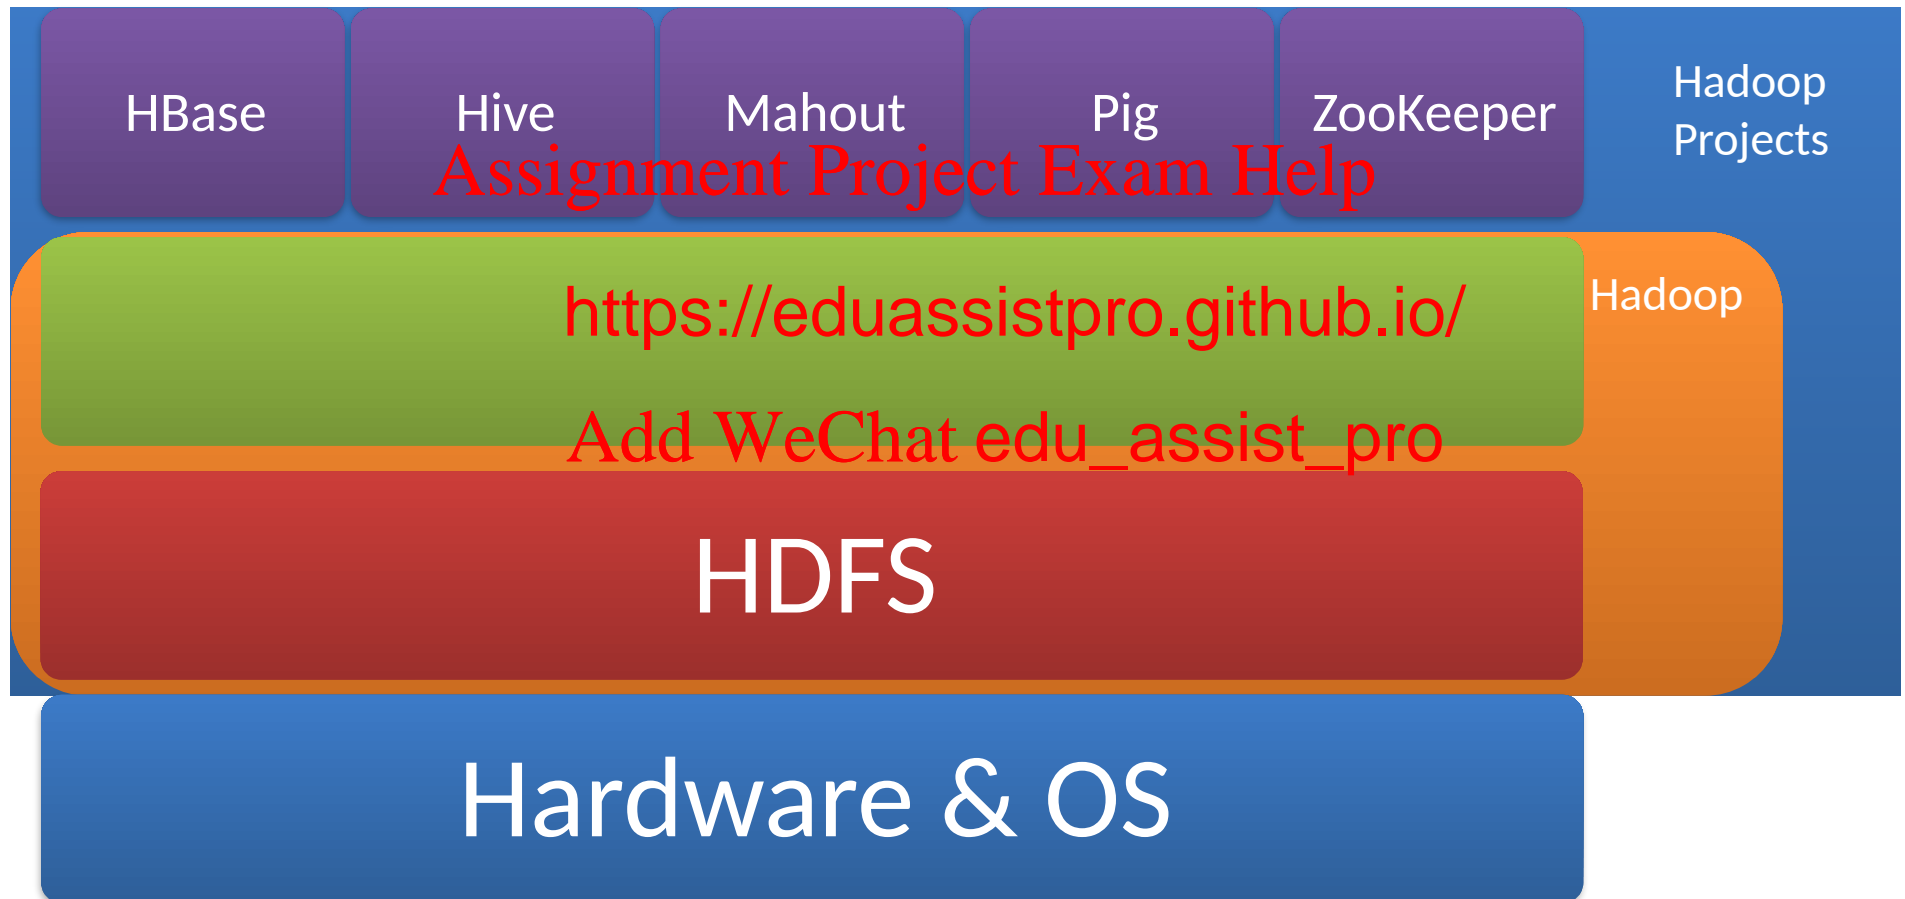 HBase
Hive
Mahout
Pig
ZooKeeper
Hadoop
Projects
Assignment Project Exam Help
https://eduassistpro.github.io/
Hadoop
Add WeChat edu_assist_pro
HDFS
Hardware & OS